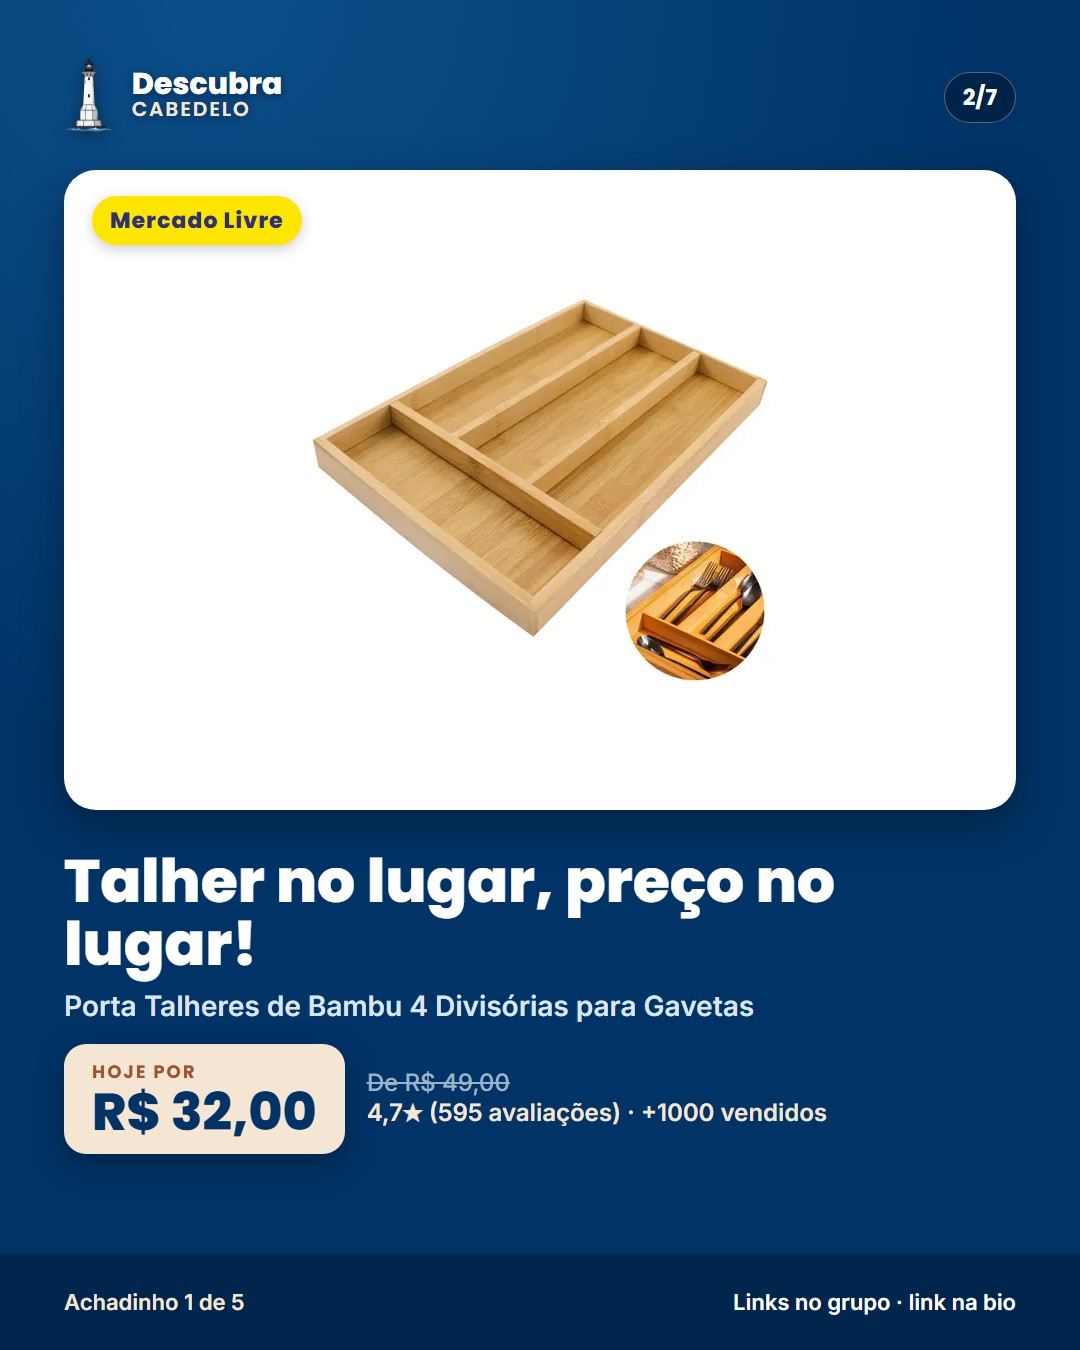 Descubra
CABEDELO
2/7
Mercado Livre
Talher no lugar, preço no
lugar!
Porta Talheres de Bambu 4 Divisórias para Gavetas
HOJE POR
R$ 32,00
De R$ 49,00
4,7★ (595 avaliações) · +1000 vendidos
Achadinho 1 de 5
Links no grupo · link na bio